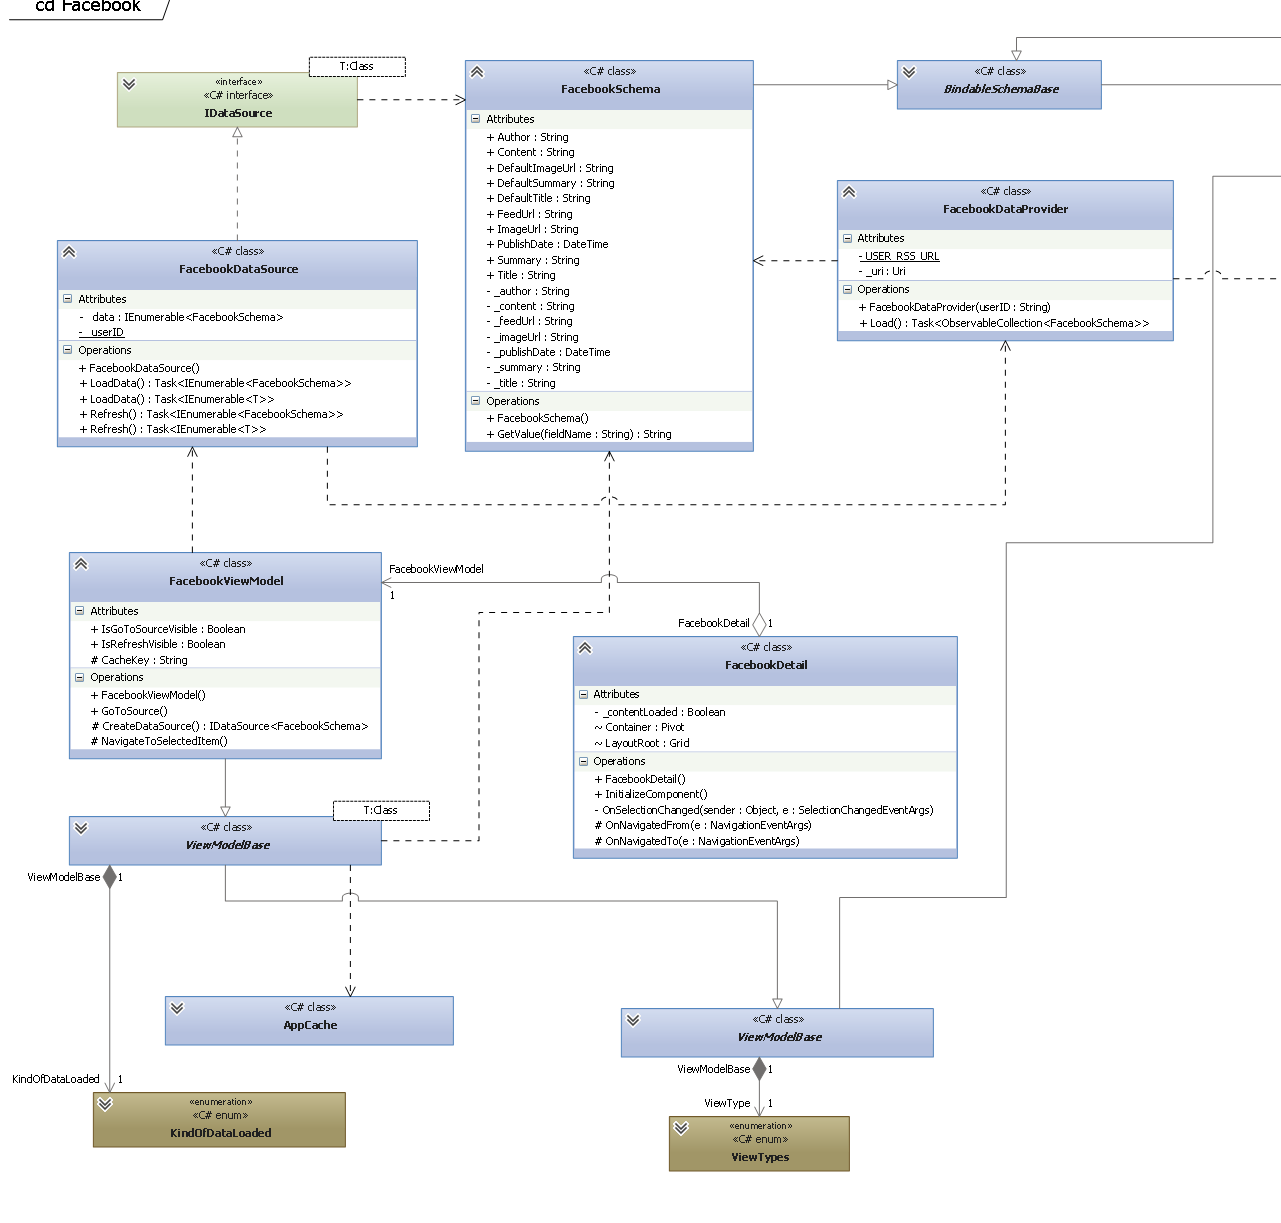 cd Facebook
T:Class
«interface»
«C# interface»
IDataSource
«C# class»
FacebookSchema
Attributes
+ Author : String
+ Content : String
+ DefaultImageUrl : String
+ DefaultSummary : String
+ DefaultTitle : String
+ FeedUrl : String
+ ImageUrl : String
+ PublishDate : DateTime
+ Summary : String
+ Title : String
- _author : String
- _content : String
- _feedUrl : String
- _imageUrl : String
- _publishDate : DateTime
- _summary : String
- _title : String
Operations
+ FacebookSchema()
+ GetValue(fieldName : String) : String
«C# class»
BindableSchemaBase
«C# class»
FacebookDataProvider
Attributes
- USER_RSS_URL
- _uri : Uri
Operations
+ FacebookDataProvider(userID : String)
+ Load() : Task<ObservableCollection<FacebookSchema>>
«C# class»
FacebookDataSource
Attributes
- _data : IEnumerable<FacebookSchema>
- _userID
Operations
+ FacebookDataSource()
+ LoadData() : Task<IEnumerable<FacebookSchema>>
+ LoadData() : Task<IEnumerable<T>>
+ Refresh() : Task<IEnumerable<FacebookSchema>>
+ Refresh() : Task<IEnumerable<T>>
«C# class»
FacebookViewModel
Attributes
+ IsGoToSourceVisible : Boolean
+ IsRefreshVisible : Boolean
# CacheKey : String
Operations
+ FacebookViewModel()
+ GoToSource()
# CreateDataSource() : IDataSource<FacebookSchema>
# NavigateToSelectedItem()
FacebookViewModel
1
FacebookDetail
1
«C# class»
FacebookDetail
Attributes
- _contentLoaded : Boolean
~ Container : Pivot
~ LayoutRoot : Grid
Operations
+ FacebookDetail()
+ InitializeComponent()
- OnSelectionChanged(sender : Object, e : SelectionChangedEventArgs)
# OnNavigatedFrom(e : NavigationEventArgs)
# OnNavigatedTo(e : NavigationEventArgs)
T:Class
«C# class»
ViewModelBase
ViewModelBase
1
«C# class»
AppCache
KindOfDataLoaded
1
«enumeration»
«C# enum»
KindOfDataLoaded
«C# class»
ViewModelBase
ViewModelBase
1
ViewType
1
«enumeration»
«C# enum»
ViewTypes